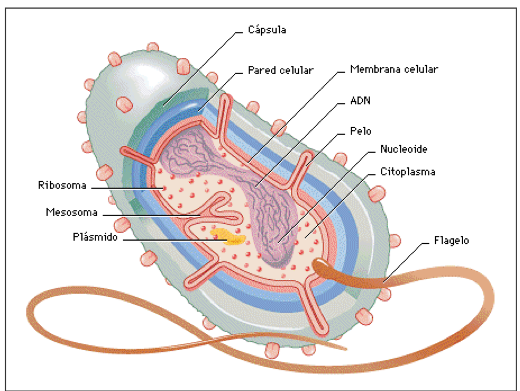 Cápsula
Pared celular
Membrana celular
ADN
Pelo
Nucleoide
Citoplasma
Ribosoma
Mesosoma
Plásmido
Flagelo